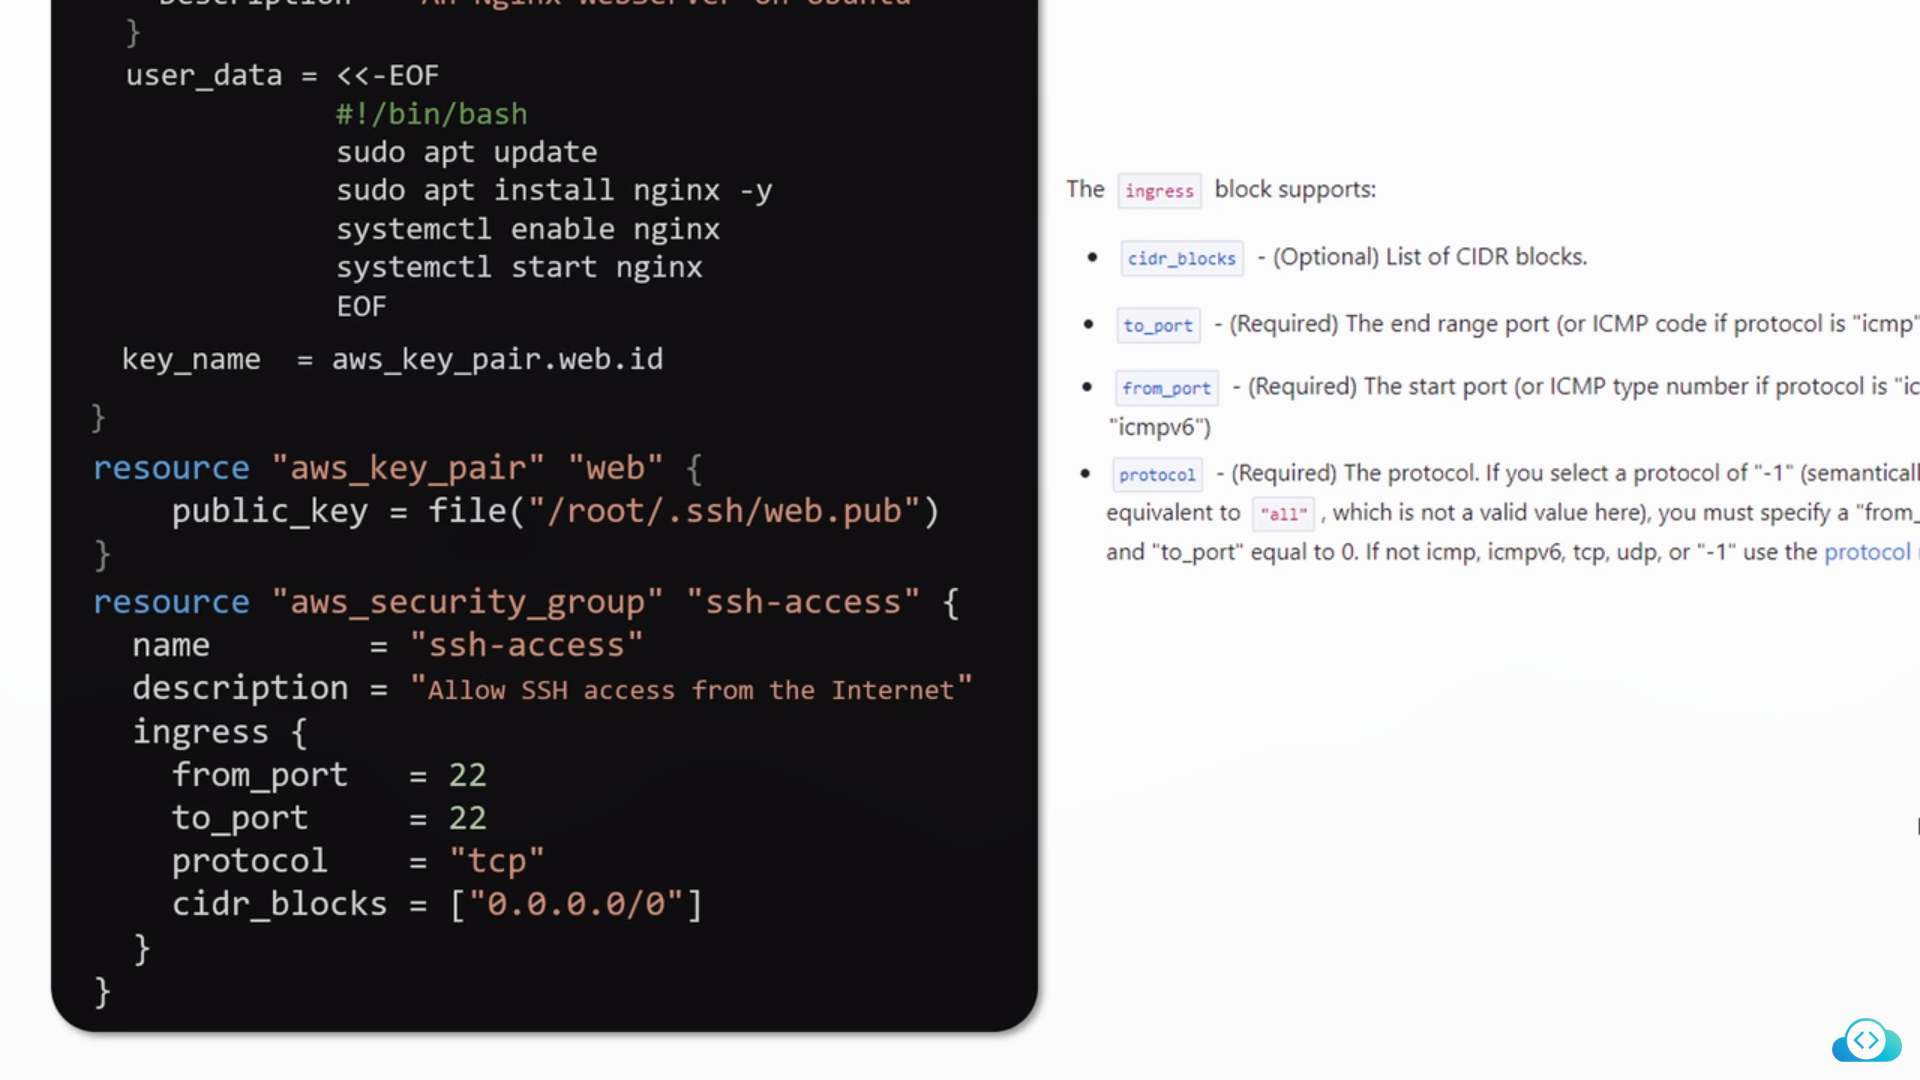 Description = "An Nginx WebServer on Ubuntu"
}
user_data = <<-EOF
#!/bin/bash
sudo apt update
sudo apt install nginx -y
systemctl enable nginx
systemctl start nginx
EOF
key_name = aws_key_pair.web.id
}
resource "aws_key_pair" "web" {
public_key = file("/root/.ssh/web.pub")
}
resource "aws_security_group" "ssh-access" {
name = "ssh-access"
description = "Allow SSH access from the Internet"
ingress {
from_port = 22
to_port = 22
protocol = "tcp"
cidr_blocks = ["0.0.0.0/0"]
}
}
The ingress block supports:
• cidr_blocks - (Optional) List of CIDR blocks.
• to_port - (Required) The end range port (or ICMP code if protocol is "icmp"
• from_port - (Required) The start port (or ICMP type number if protocol is "ic
"icmpv6")
• protocol - (Required) The protocol. If you select a protocol of "-1" (semanticall
equivalent to "all" , which is not a valid value here), you must specify a "from_
and "to_port" equal to 0. If not icmp, icmpv6, tcp, udp, or "-1" use the protocol